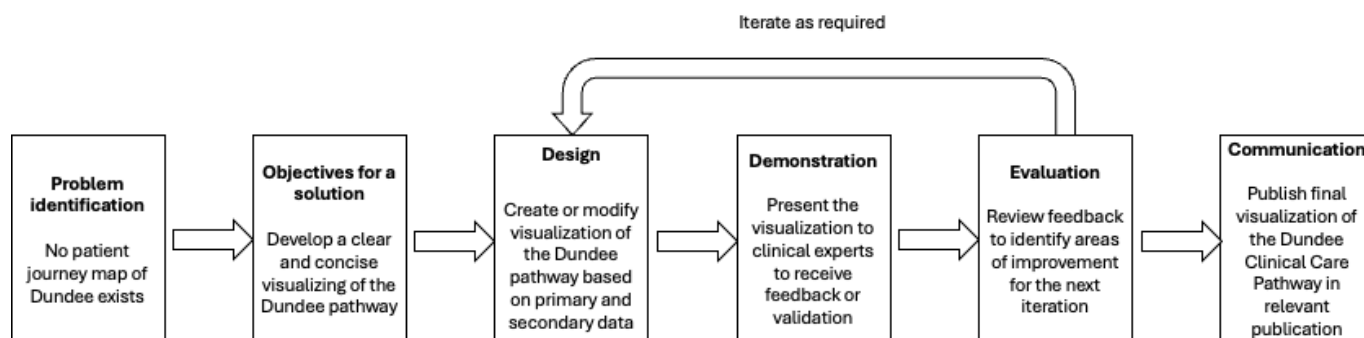 Iterate as required
Problem
identification
No patient
journey map of
Dundee exists
Objectives for a
solution
Develop a clear
and concise
visualizing of the
Dundee pathway
Design
Create or modify
visualization of
the Dundee
pathway based
on primary and
secondary data
Demonstration
Present the
visualization to
clinical experts
to receive
feedback or
validation
Evaluation
Review feedback
to identify areas
of improvement
for the next
iteration
Communication
Publish final
visualization of
the Dundee
Clinical Care
Pathway in
relevant
publication